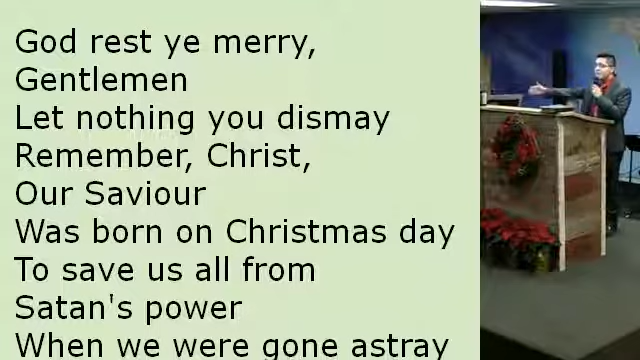 God rest ye merry,
Gentlemen
Let nothing you dismay
Remember, Christ,
Our Saviour
Was born on Christmas day
To save us all from
Satan's power
When we were gone astray